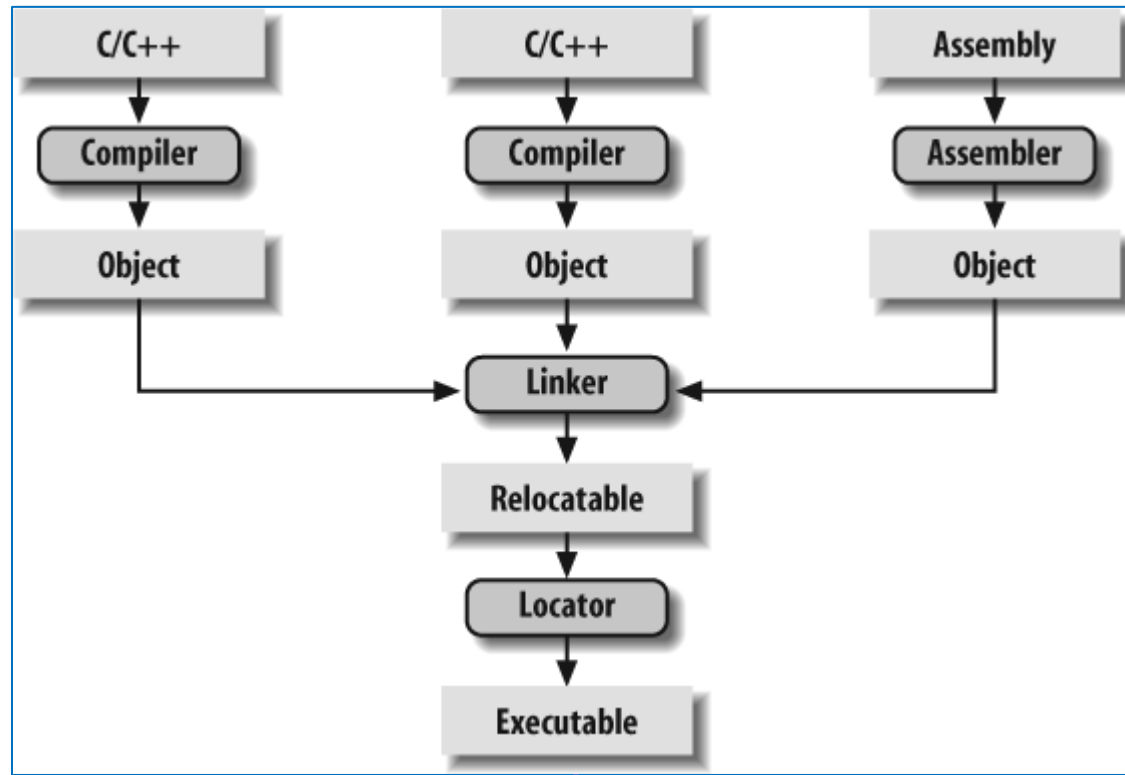 C/C++
C/C++
Assembly
Compiler
Compiler
Assembler
Object
Object
Object
Linker
Relocatable
Locator
Executable